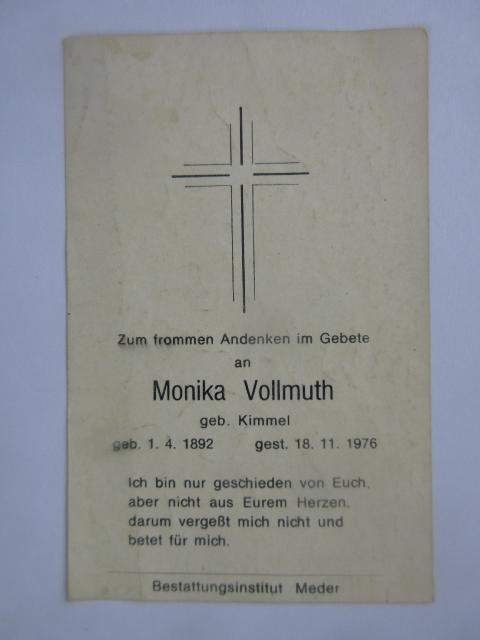 Zum frommen Andenken im Gebete
an
Monika Vollmuth
geb. Kimmel
geb. 1. 4. 1892 gest. 18. 11. 1976
Ich bin nur geschieden von Euch,
aber nicht aus Eurem Herzen,
darum vergeßt mich nicht und
betet für mich.
Bestattungsinstitut Meder